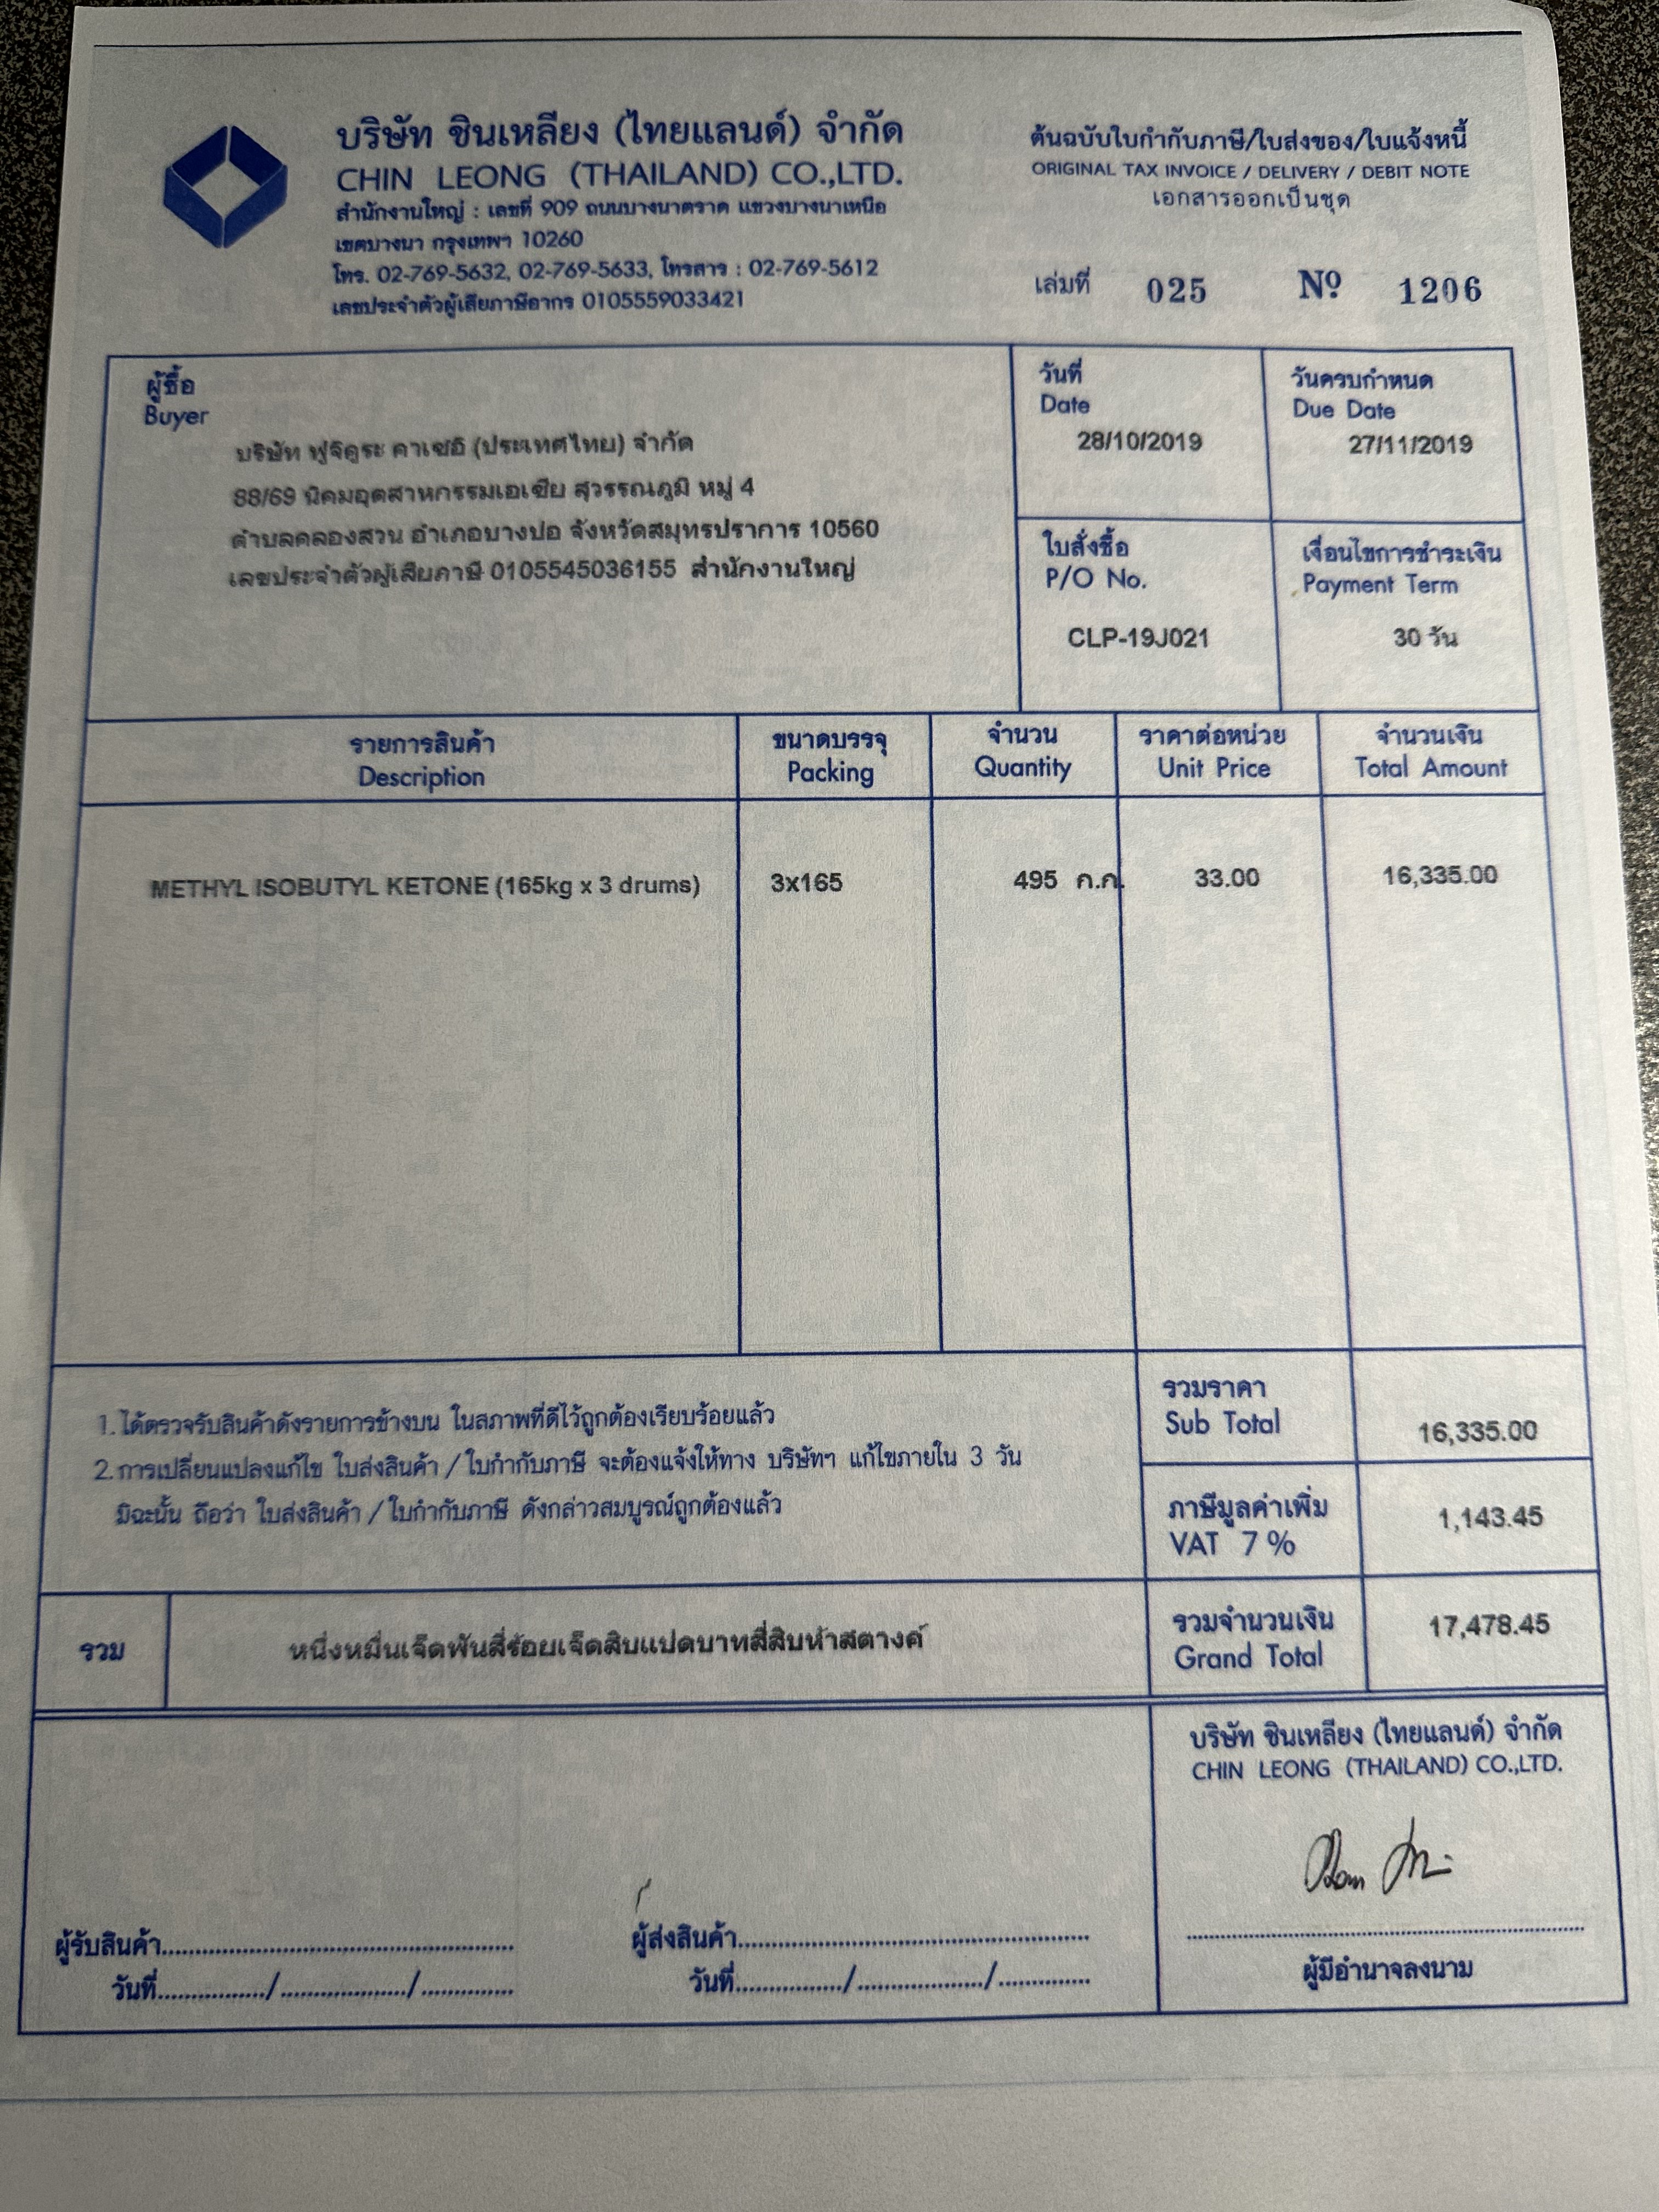 บริษัท ชินเหลียง (ไทยแลนด์) จำกัด
CHIN LEONG (THAILAND) CO.,LTD.
สำนักงานใหญ่ : เลขที่ 909 ถนนบางนาตราด แขวงบางนาเหนือ
เขตบางนา กรุงเทพฯ 10260
โทร. 02-769-5632, 02-769-5633, โทรสาร : 02-769-5612
เลขประจำตัวผู้เสียภาษีอากร 0105559033421
ต้นฉบับใบกำกับภาษี/ใบส่งของ/ใบแจ้งหนี้
ORIGINAL TAX INVOICE / DELIVERY / DEBIT NOTE
เอกสารออกเป็นชุด
เล่มที่ 025 Nº 1206
ผู้ซื้อ
Buyer
บริษัท ฟูจิคูระ คาเซอิ (ประเทศไทย) จำกัด
88/69 นิคมอุตสาหกรรมเอเซีย สุวรรณภูมิ หมู่ 4
ตำบลคลองสวน อำเภอบางบ่อ จังหวัดสมุทรปราการ 10560
เลขประจำตัวผู้เสียภาษี 0105545036155 สำนักงานใหญ่
วันที่
Date
28/10/2019
วันครบกำหนด
Due Date
27/11/2019
ใบสั่งซื้อ
P/O No.
CLP-19J021
เงื่อนไขการชำระเงิน
Payment Term
30 วัน
รายการสินค้า ขนาดบรรจุ จำนวน ราคาต่อหน่วย จำนวนเงิน
Description Packing Quantity Unit Price Total Amount
METHYL ISOBUTYL KETONE (165kg x 3 drums) 3x165 495 ก.ก. 33.00 16,335.00
1.ได้ตรวจรับสินค้าดังรายการข้างบน ในสภาพที่ดีไว้ถูกต้องเรียบร้อยแล้ว
2.การเปลี่ยนแปลงแก้ไข ใบส่งสินค้า / ใบกำกับภาษี จะต้องแจ้งให้ทาง บริษัทฯ แก้ไขภายใน 3 วัน
มิฉะนั้น ถือว่า ใบส่งสินค้า / ใบกำกับภาษี ดังกล่าวสมบูรณ์ถูกต้องแล้ว
รวมราคา
Sub Total 16,335.00
ภาษีมูลค่าเพิ่ม
VAT 7 % 1,143.45
รวม หนึ่งหมื่นเจ็ดพันสี่ร้อยเจ็ดสิบแปดบาทสี่สิบห้าสตางค์
รวมจำนวนเงิน
Grand Total 17,478.45
บริษัท ชินเหลียง (ไทยแลนด์) จำกัด
CHIN LEONG (THAILAND) CO.,LTD.
ผู้รับสินค้า........................................
วันที่............/............/............
ผู้ส่งสินค้า........................................
วันที่............/............/............
ผู้มีอำนาจลงนาม